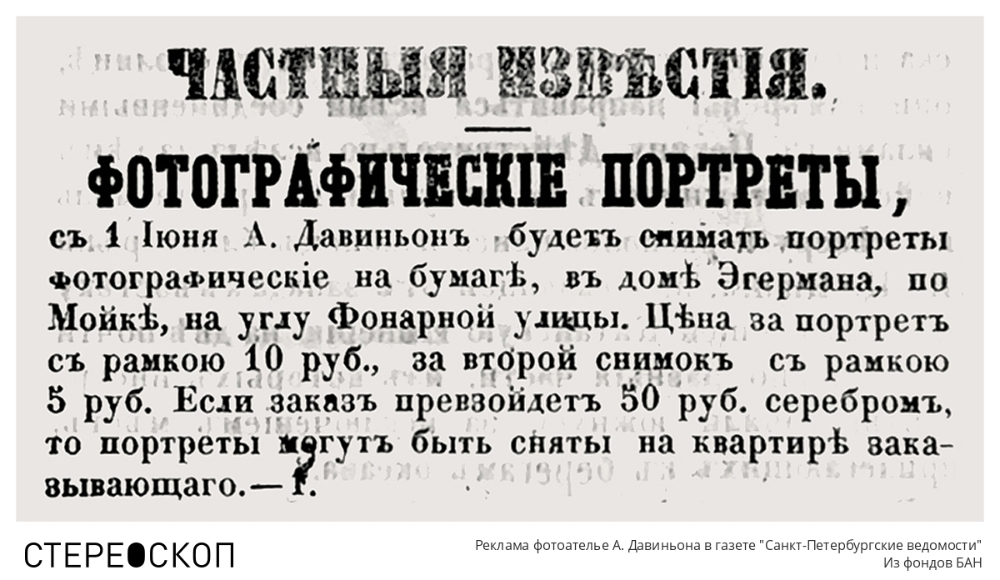 ЧАСТНЫЯ ИЗВѢСТІЯ.
ФОТОГРАФИЧЕСКІЕ ПОРТРЕТЫ,
съ 1 Іюня А. Давиньонъ будетъ снимать портреты
фотографическіе на бумагѣ, въ домѣ Эгермана, по
Мойкѣ, на углу Фонарной улицы. Цѣна за портретъ
съ рамкою 10 руб., за второй снимокъ съ рамкою
5 руб. Если заказъ превзойдетъ 50 руб. серебромъ,
то портреты могутъ быть сняты на квартирѣ зака-
зывающаго.— 1.
СТЕРЕОСКОП
Реклама фотоателье А. Давиньона в газете "Санкт-Петербургские ведомости"
Из фондов БАН